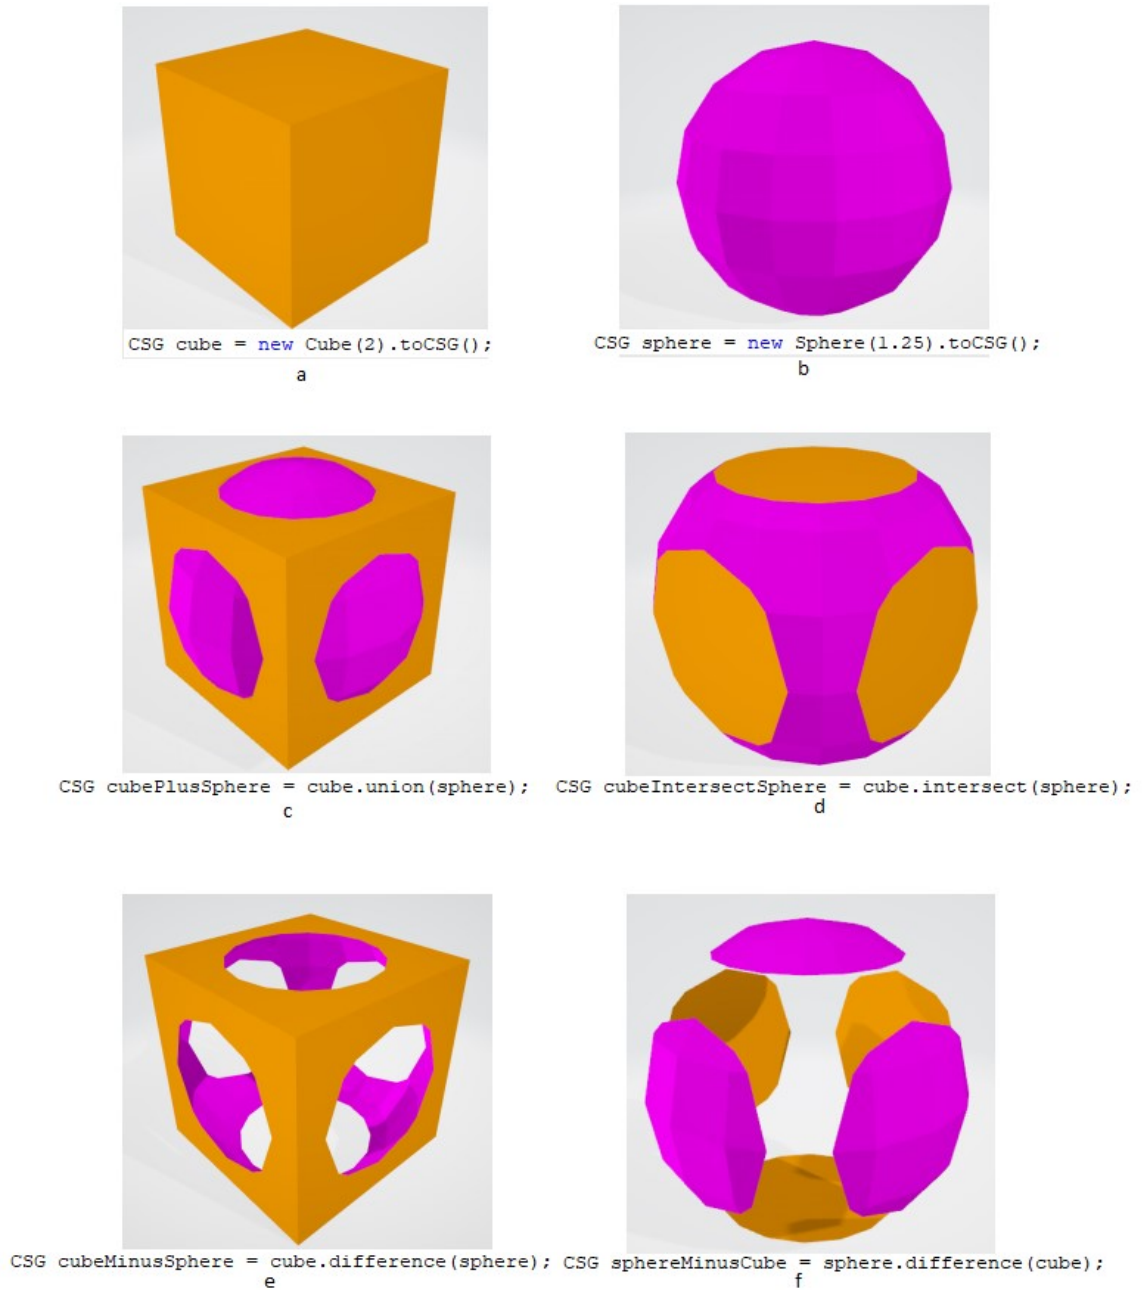 CSG cube = new Cube(2).toCSG();
a
CSG sphere = new Sphere(1.25).toCSG();
b
CSG cubePlusSphere = cube.union(sphere);
c
CSG cubeIntersectSphere = cube.intersect(sphere);
d
CSG cubeMinusSphere = cube.difference(sphere);
e
CSG sphereMinusCube = sphere.difference(cube);
f